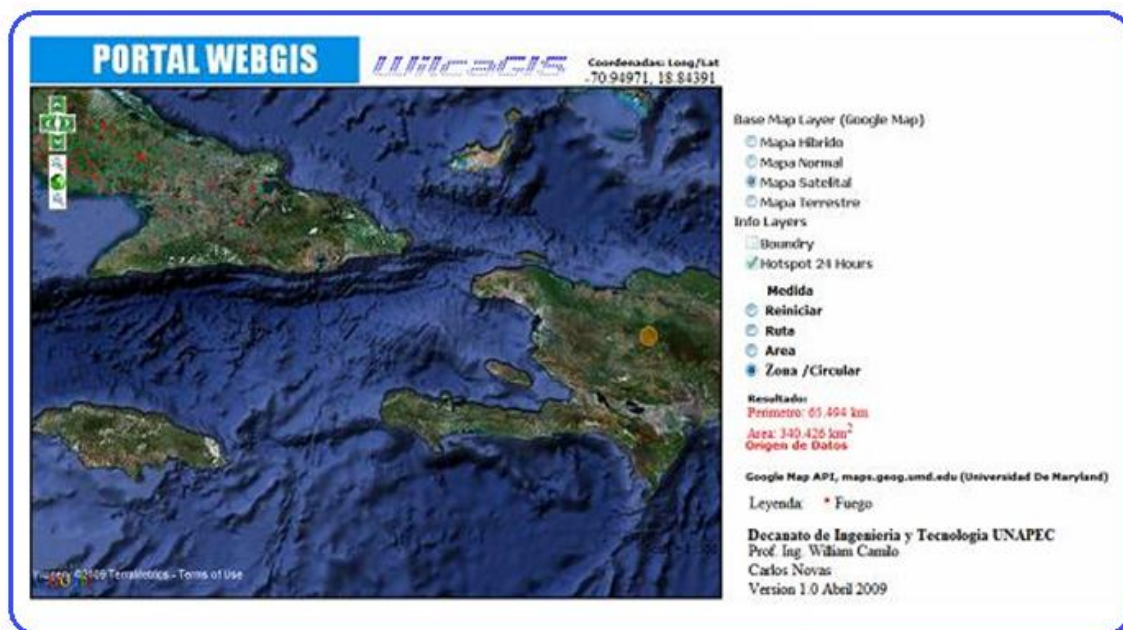 PORTAL WEBGIS
WilcaGIS
Coordenadas: Long/Lat
-70.94971, 18.84391
Base Map Layer (Google Map)
Mapa Hibrido
Mapa Normal
Mapa Satelital
Mapa Terrestre
Info Layers
Boundry
Hotspot 24 Hours
Medida
Reiniciar
Ruta
Area
Zona /Circular
Resultado:
Perimetro: 65.494 km
Area: 340.426 km2
Origen de Datos
Google Map API, maps.geog.umd.edu (Universidad De Maryland)
Leyenda: * Fuego
Decanato de Ingenieria y Tecnologia UNAPEC
Prof. Ing. William Camilo
Carlos Novas
Version 1.0 Abril 2009
Imagery ©2009 TerraMetrics - Terms of Use